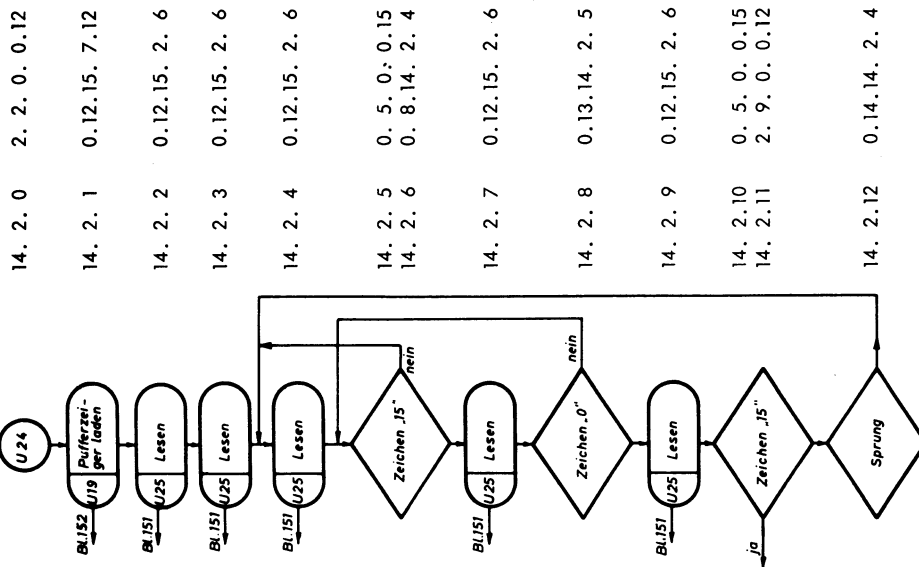 14. 2. 0 2. 2. 0. 0.12
14. 2. 1 0.12.15. 7.12
14. 2. 2 0.12.15. 2. 6
14. 2. 3 0.12.15. 2. 6
14. 2. 4 0.12.15. 2. 6
14. 2. 5 0. 5. 0. 0.15
14. 2. 6 0. 8.14. 2. 4
14. 2. 7 0.12.15. 2. 6
14. 2. 8 0.13.14. 2. 5
14. 2. 9 0.12.15. 2. 6
14. 2.10 0. 5. 0. 0.15
14. 2.11 2. 9. 0. 0.12
14. 2.12 0.14.14. 2. 4
U 24
Bl.152 U19 Pufferzei-
ger laden
Bl.151 U25 Lesen
Bl.151 U25 Lesen
Bl.151 U25 Lesen
Zeichen „15“
nein
Bl.151 U25 Lesen
Zeichen „0“
nein
Bl.151 U25 Lesen
Zeichen „15“
ja
Sprung